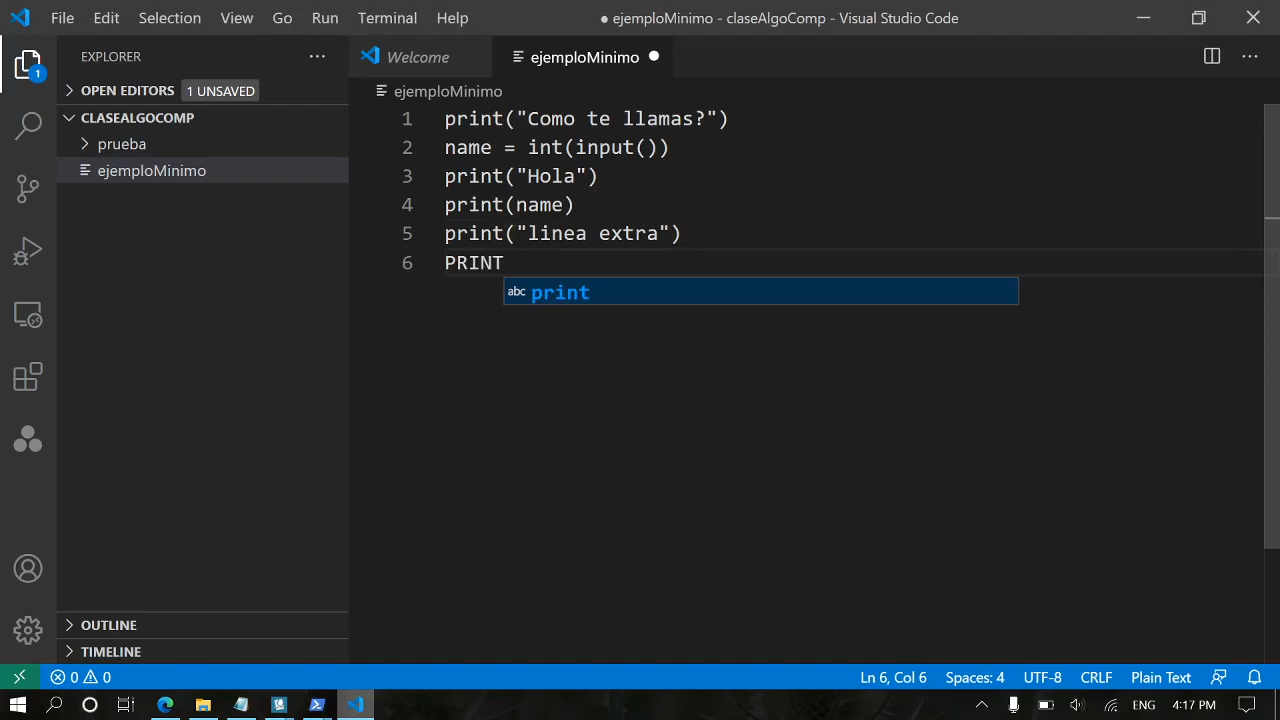 File Edit Selection View Go Run Terminal Help ● ejemploMinimo - claseAlgoComp - Visual Studio Code
EXPLORER ··· Welcome ejemploMinimo ● ···
1
OPEN EDITORS 1 UNSAVED
ejemploMinimo
CLASEALGOCOMP
prueba
ejemploMinimo
1 print("Como te llamas?")
2 name = int(input())
3 print("Hola")
4 print(name)
5 print("linea extra")
6 PRINT
abc print
OUTLINE
TIMELINE
0 0 Ln 6, Col 6 Spaces: 4 UTF-8 CRLF Plain Text
ENG 4:17 PM